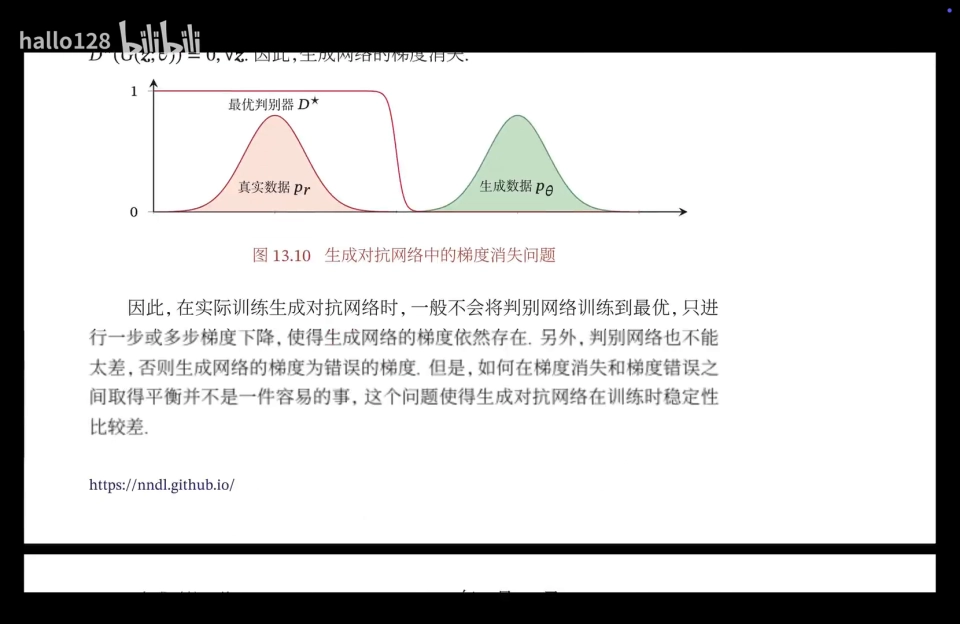 hallo128 bilibili
因此,生成网络的梯度消失.
1
最优判别器 D★
真实数据 pr
生成数据 pθ
0
图 13.10 生成对抗网络中的梯度消失问题
因此, 在实际训练生成对抗网络时, 一般不会将判别网络训练到最优, 只进
行一步或多步梯度下降, 使得生成网络的梯度依然存在. 另外, 判别网络也不能
太差, 否则生成网络的梯度为错误的梯度. 但是, 如何在梯度消失和梯度错误之
间取得平衡并不是一件容易的事, 这个问题使得生成对抗网络在训练时稳定性
比较差.
https://nndl.github.io/